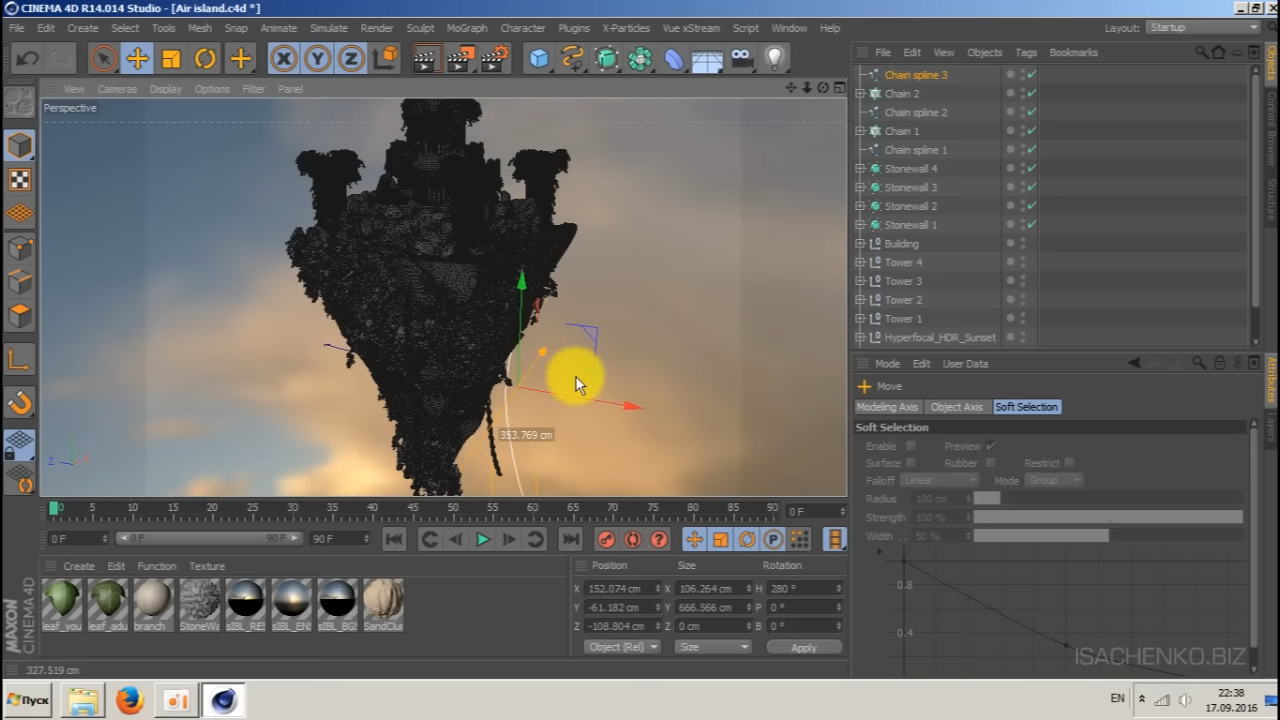 CINEMA 4D R14.014 Studio - [Air island.c4d *]
File Edit Create Select Tools Mesh Snap Animate Simulate Render Sculpt MoGraph Character Plugins X-Particles Vue xStream Script Window Help Layout: Startup
X Y Z File Edit View Objects Tags Bookmarks
View Cameras Display Options Filter Panel
Perspective
Chain spline 3
Chain 2
Chain spline 2
Chain 1
Chain spline 1
Stonewall 4
Stonewall 3
Stonewall 2
Stonewall 1
Building
Tower 4
Tower 3
Tower 2
Tower 1
Hyperfocal_HDR_Sunset
Objects
Content Browser
Structure
Mode Edit User Data
Move
Modeling Axis Object Axis Soft Selection
Soft Selection
Enable Preview
Surface Rubber Restrict
Falloff Linear Mode Group
Radius 100 cm
Strength 100 %
Width . . 50 %
0.8
0.4
Attributes
Layers
353.769 cm
Z
0 5 10 15 20 25 30 35 40 45 50 55 60 65 70 75 80 85 90 0 F
0 F 0 F 90 F 90 F
Create Edit Function Texture
leaf_you leaf_adu branch StoneWa sIBL_REI sIBL_EN sIBL_BG SandClur
Position Size Rotation
X 152.074 cm X 106.264 cm H 280 °
Y -61.182 cm Y 666.566 cm P 0 °
Z -108.804 cm Z 0 cm B 0 °
Object (Rel) Size Apply
MAXON
CINEMA 4D
327.519 cm
ISACHENKO.BIZ
Пуск EN 22:38
17.09.2016